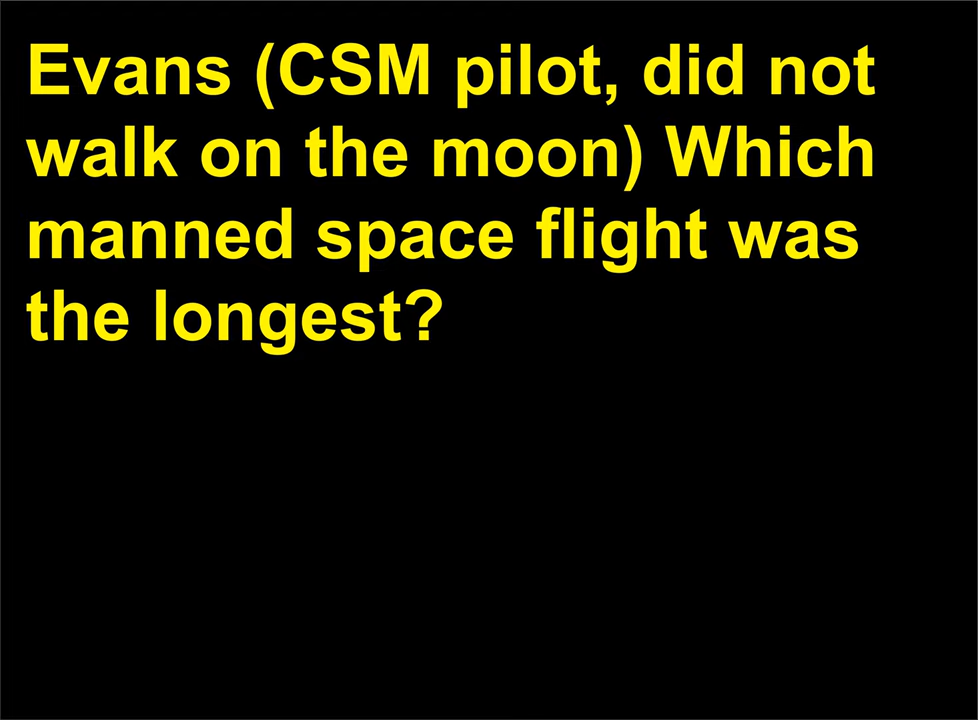 Evans (CSM pilot, did not
walk on the moon) Which
manned space flight was
the longest?